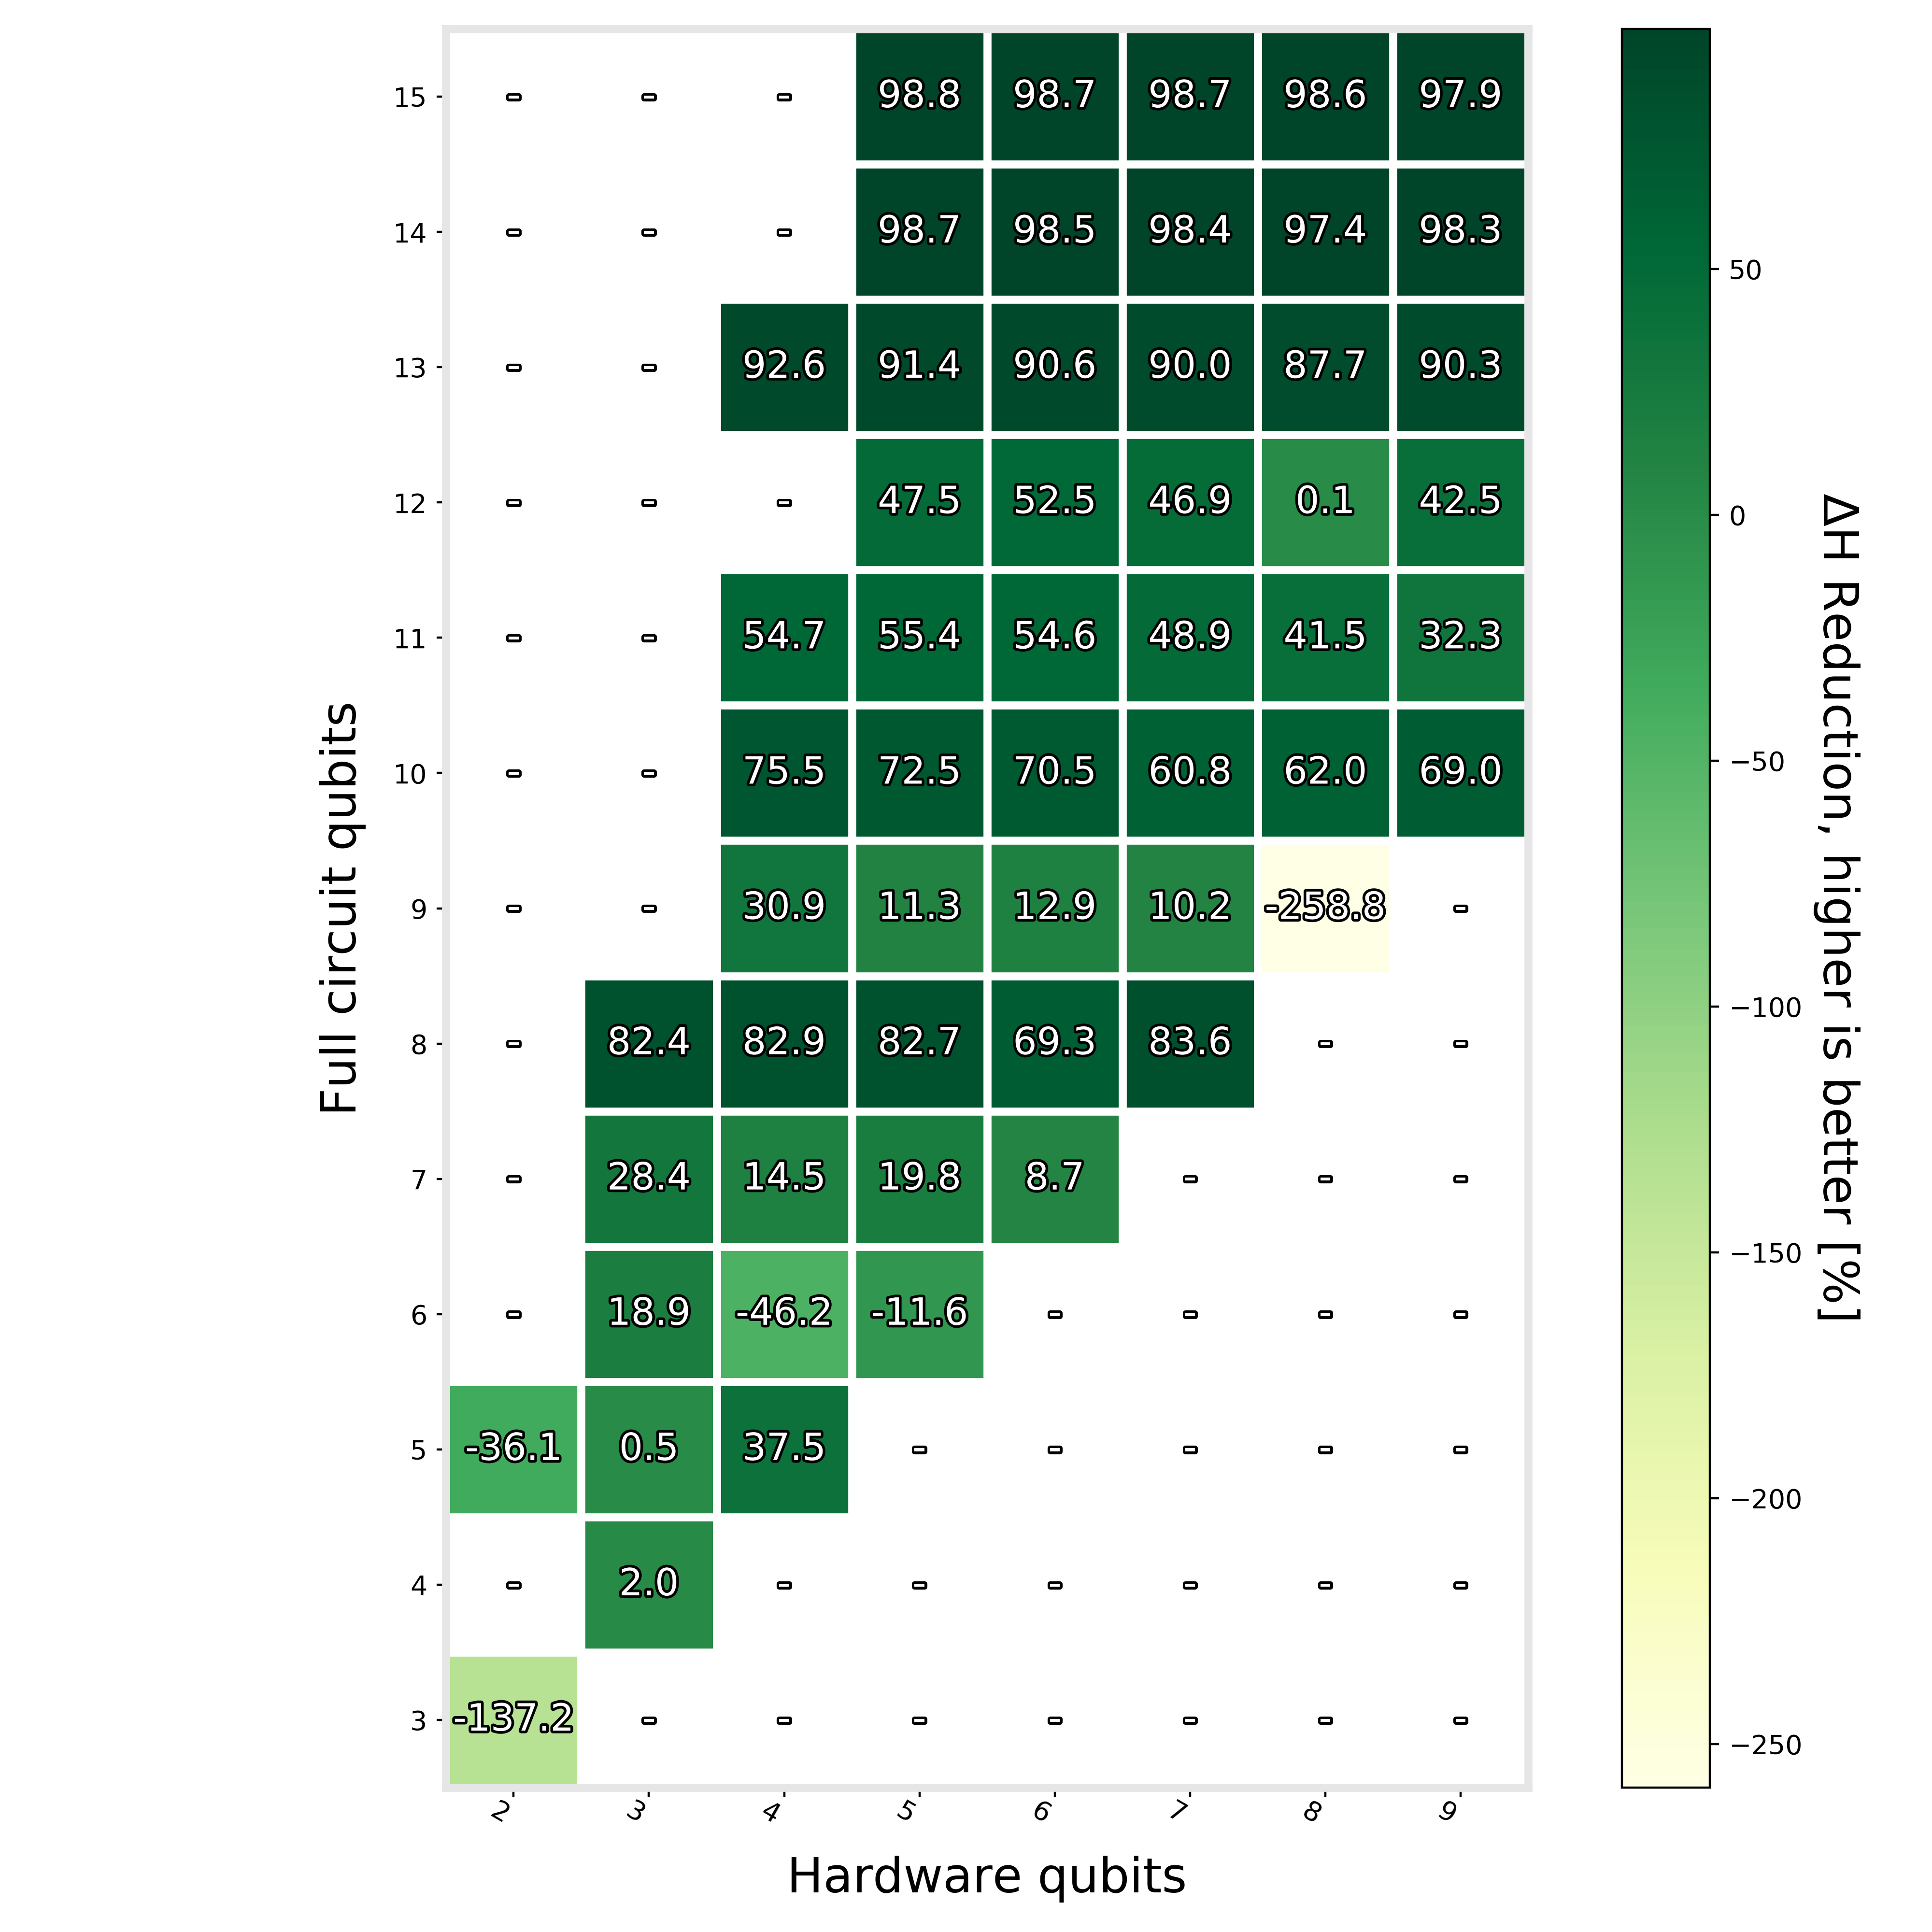 15 - - - 98.8 98.7 98.7 98.6 97.9
14 - - - 98.7 98.5 98.4 97.4 98.3
13 - - 92.6 91.4 90.6 90.0 87.7 90.3
12 - - - 47.5 52.5 46.9 0.1 42.5
11 - - 54.7 55.4 54.6 48.9 41.5 32.3
10 - - 75.5 72.5 70.5 60.8 62.0 69.0
9 - - 30.9 11.3 12.9 10.2 -258.8 -
8 - 82.4 82.9 82.7 69.3 83.6 - -
7 - 28.4 14.5 19.8 8.7 - - -
6 - 18.9 -46.2 -11.6 - - - -
5 -36.1 0.5 37.5 - - - - -
4 - 2.0 - - - - - -
3 -137.2 - - - - - - -
2 3 4 5 6 7 8 9
Hardware qubits
Full circuit qubits
50
0
−50
−100
−150
−200
−250
ΔH Reduction, higher is better [%]